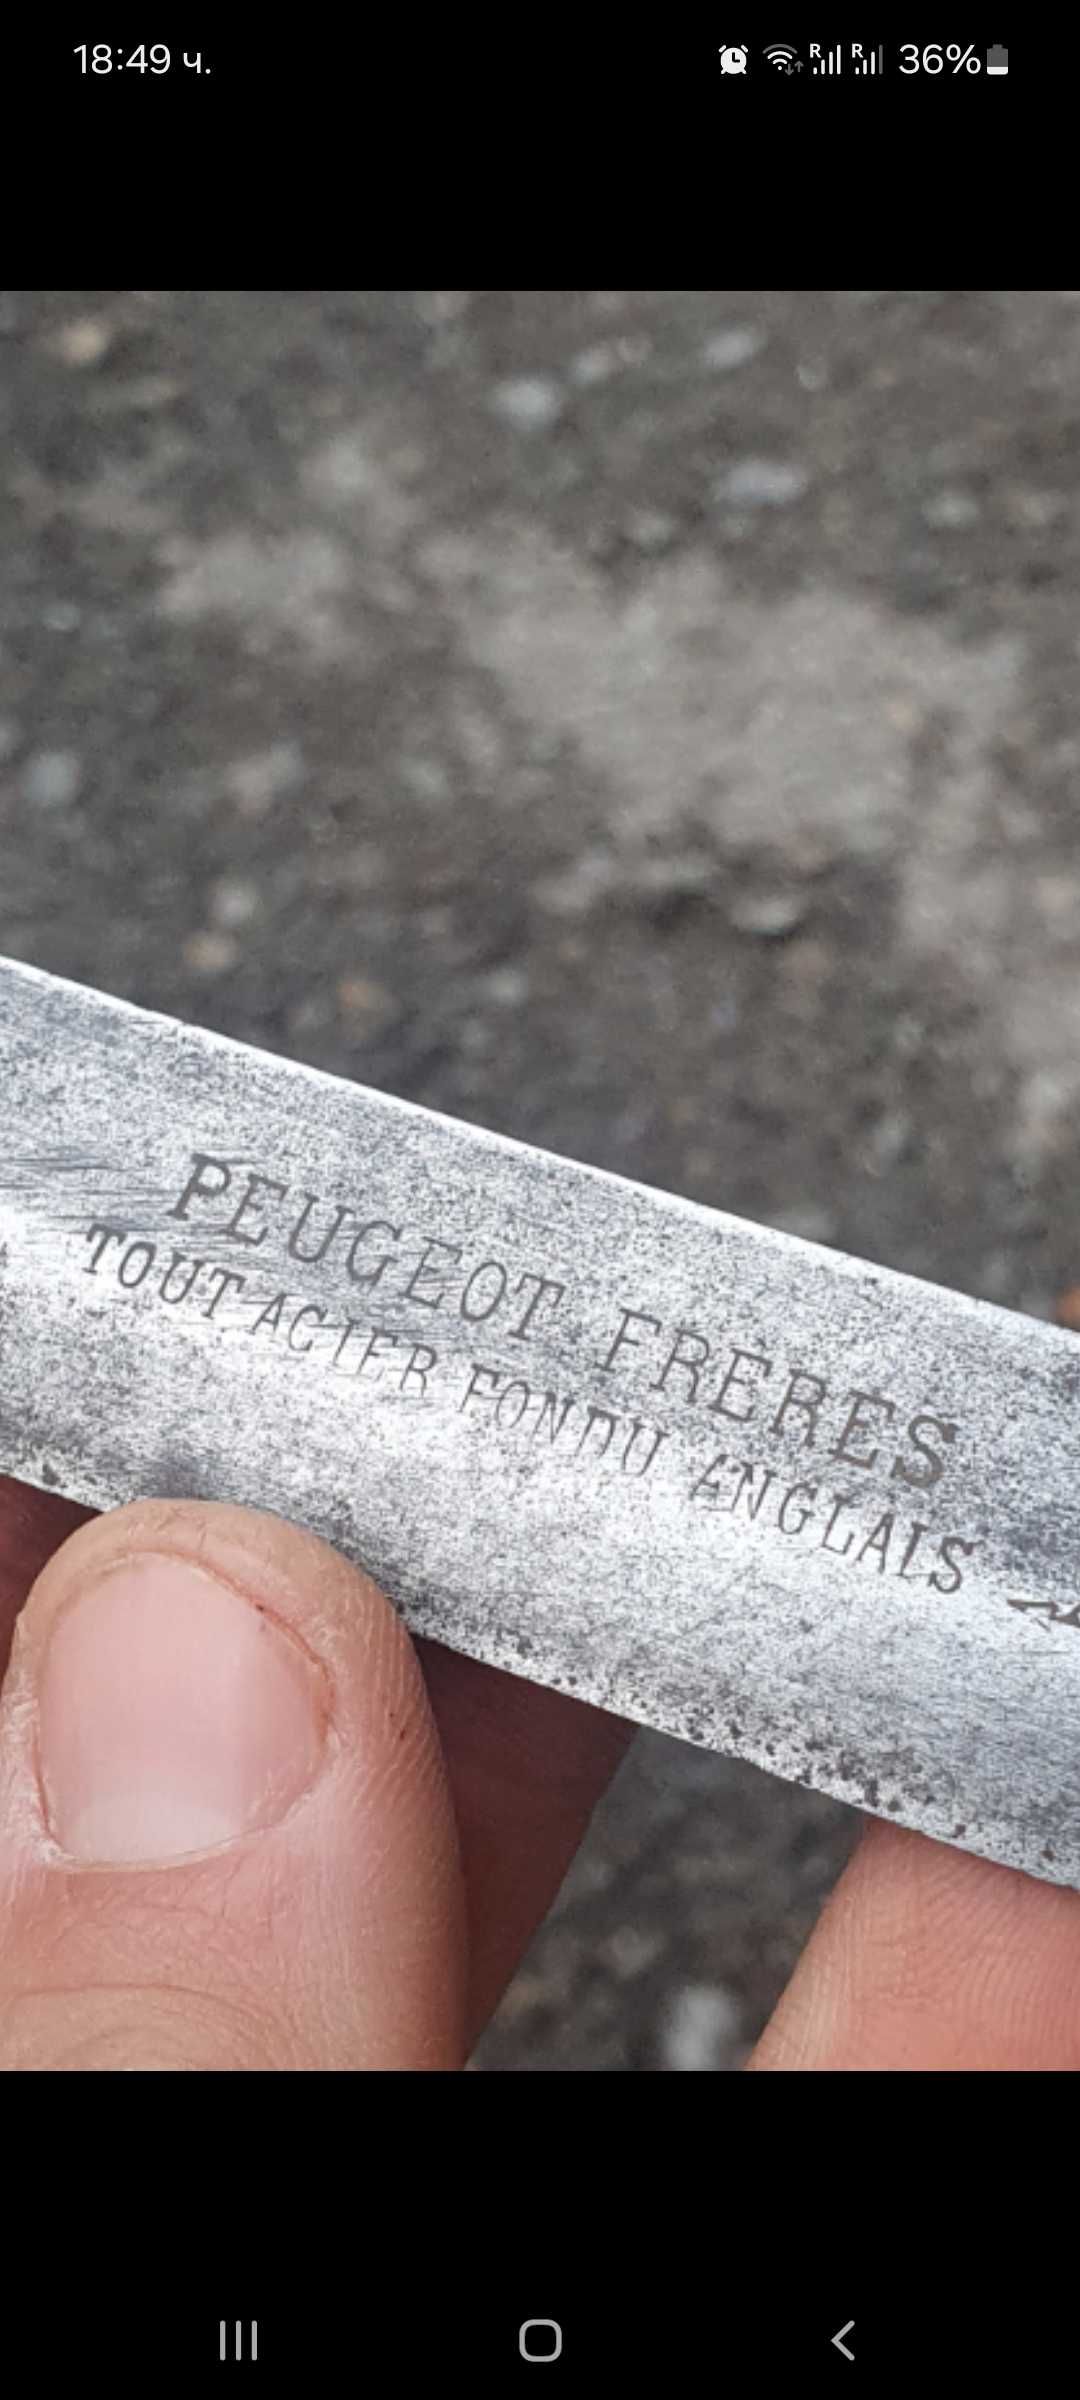 18:49 ч.
R R 36%
PEUGEOT FRÈRES
TOUT ACIER FONDU ANGLAIS